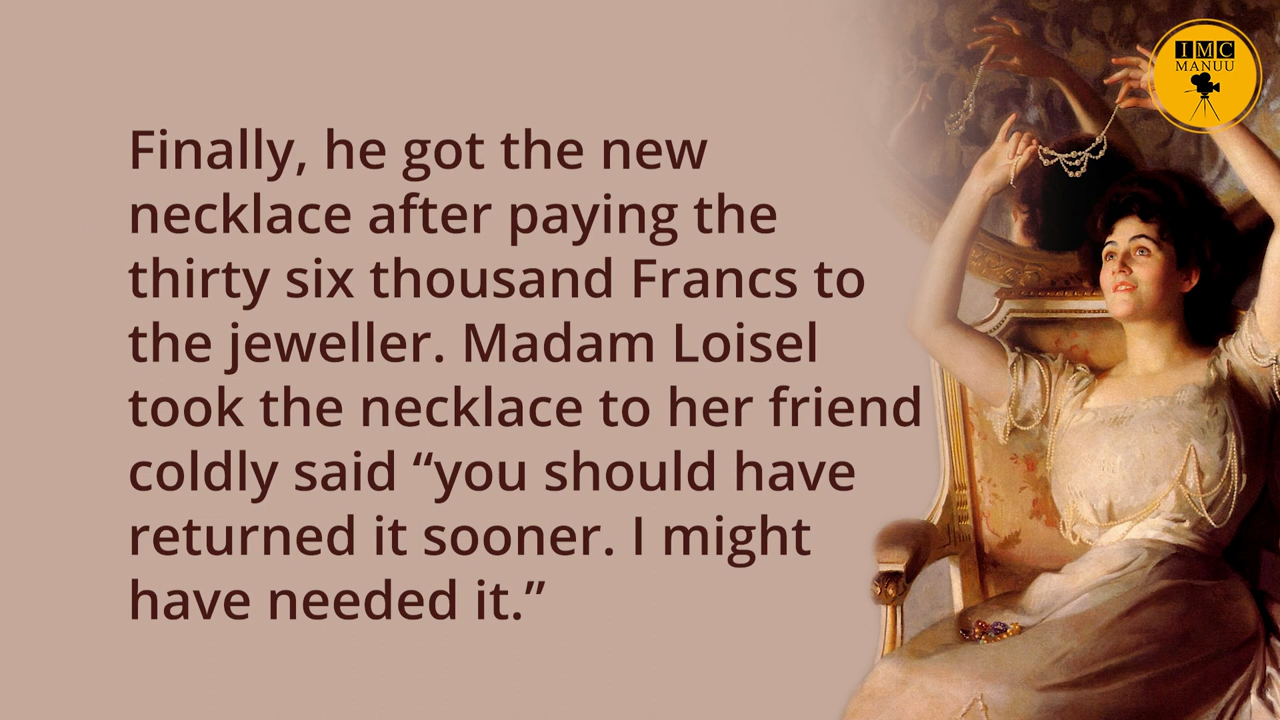 Finally, he got the new
necklace after paying the
thirty six thousand Francs to
the jeweller. Madam Loisel
took the necklace to her friend
coldly said “you should have
returned it sooner. I might
have needed it.”
IMC
MANUU